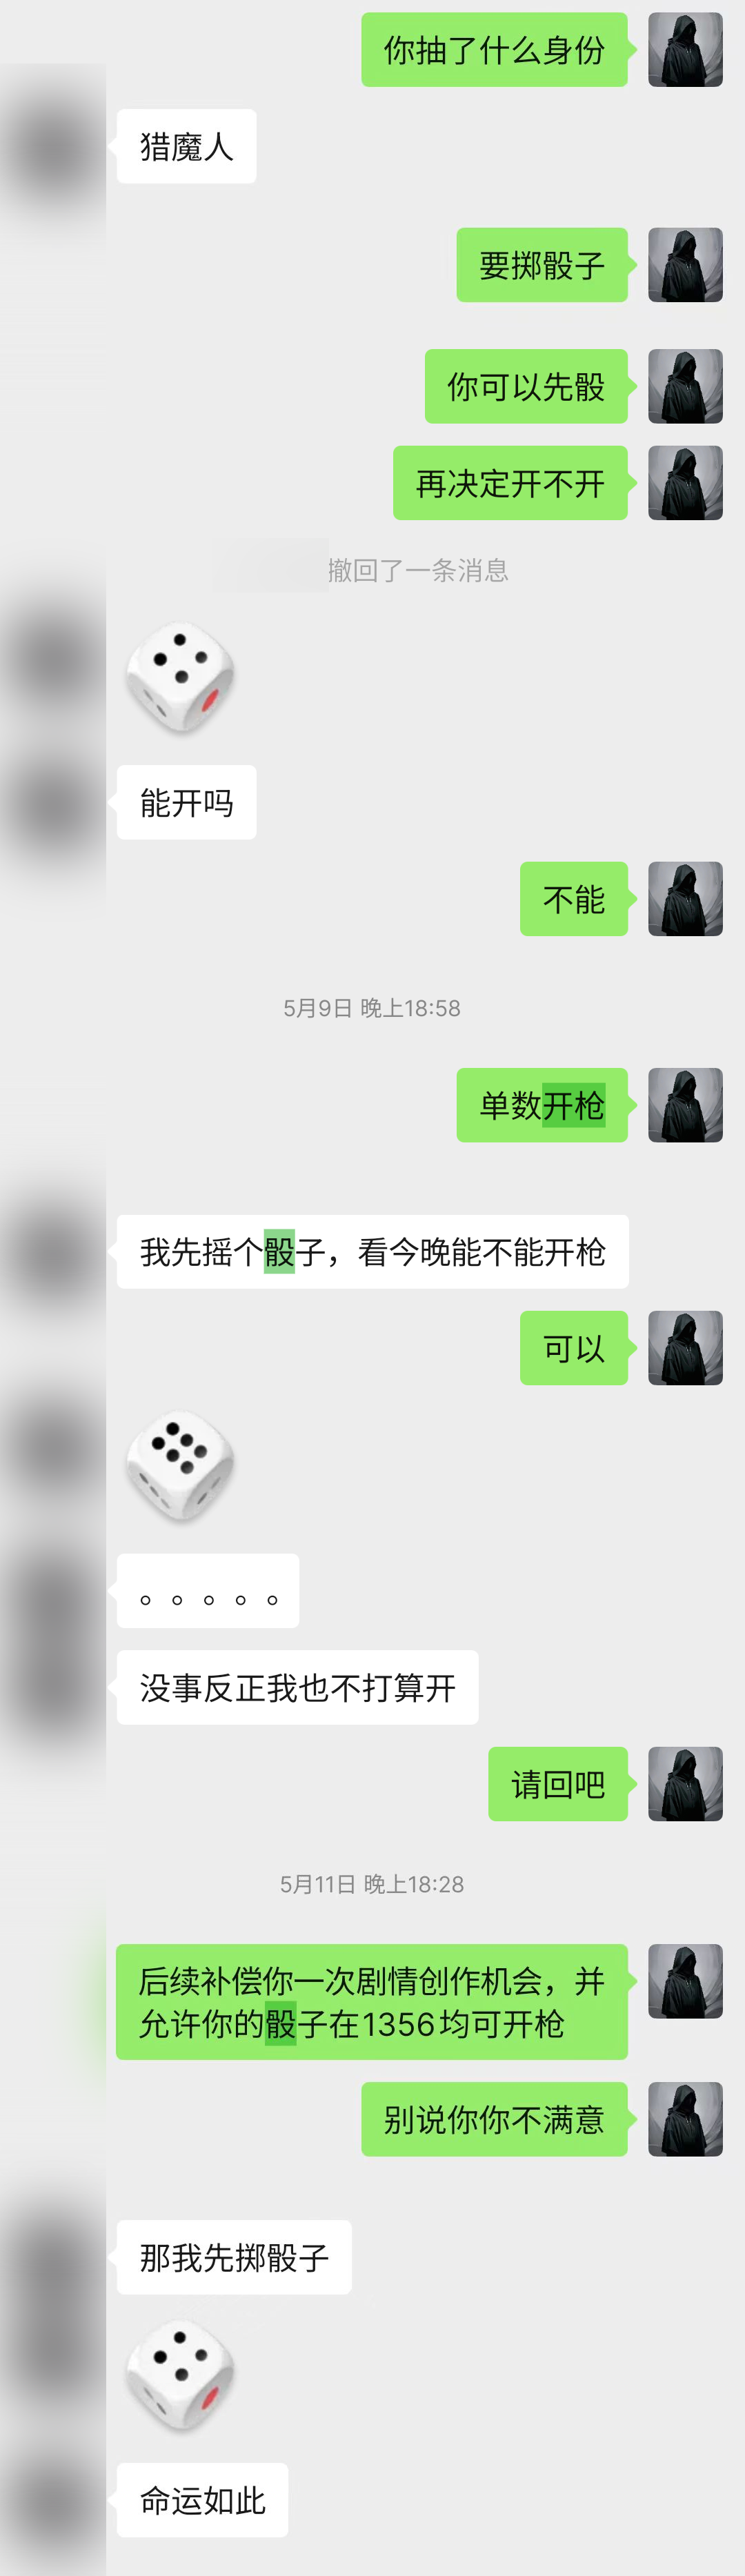 你抽了什么身份
猎魔人
要掷骰子
你可以先骰
再决定开不开
撤回了一条消息
能开吗
不能
5月9日 晚上18:58
单数开枪
我先摇个骰子，看今晚能不能开枪
可以
。。。。。
没事反正我也不打算开
请回吧
5月11日 晚上18:28
后续补偿你一次剧情创作机会，并
允许你的骰子在1356均可开枪
别说你你不满意
那我先掷骰子
命运如此